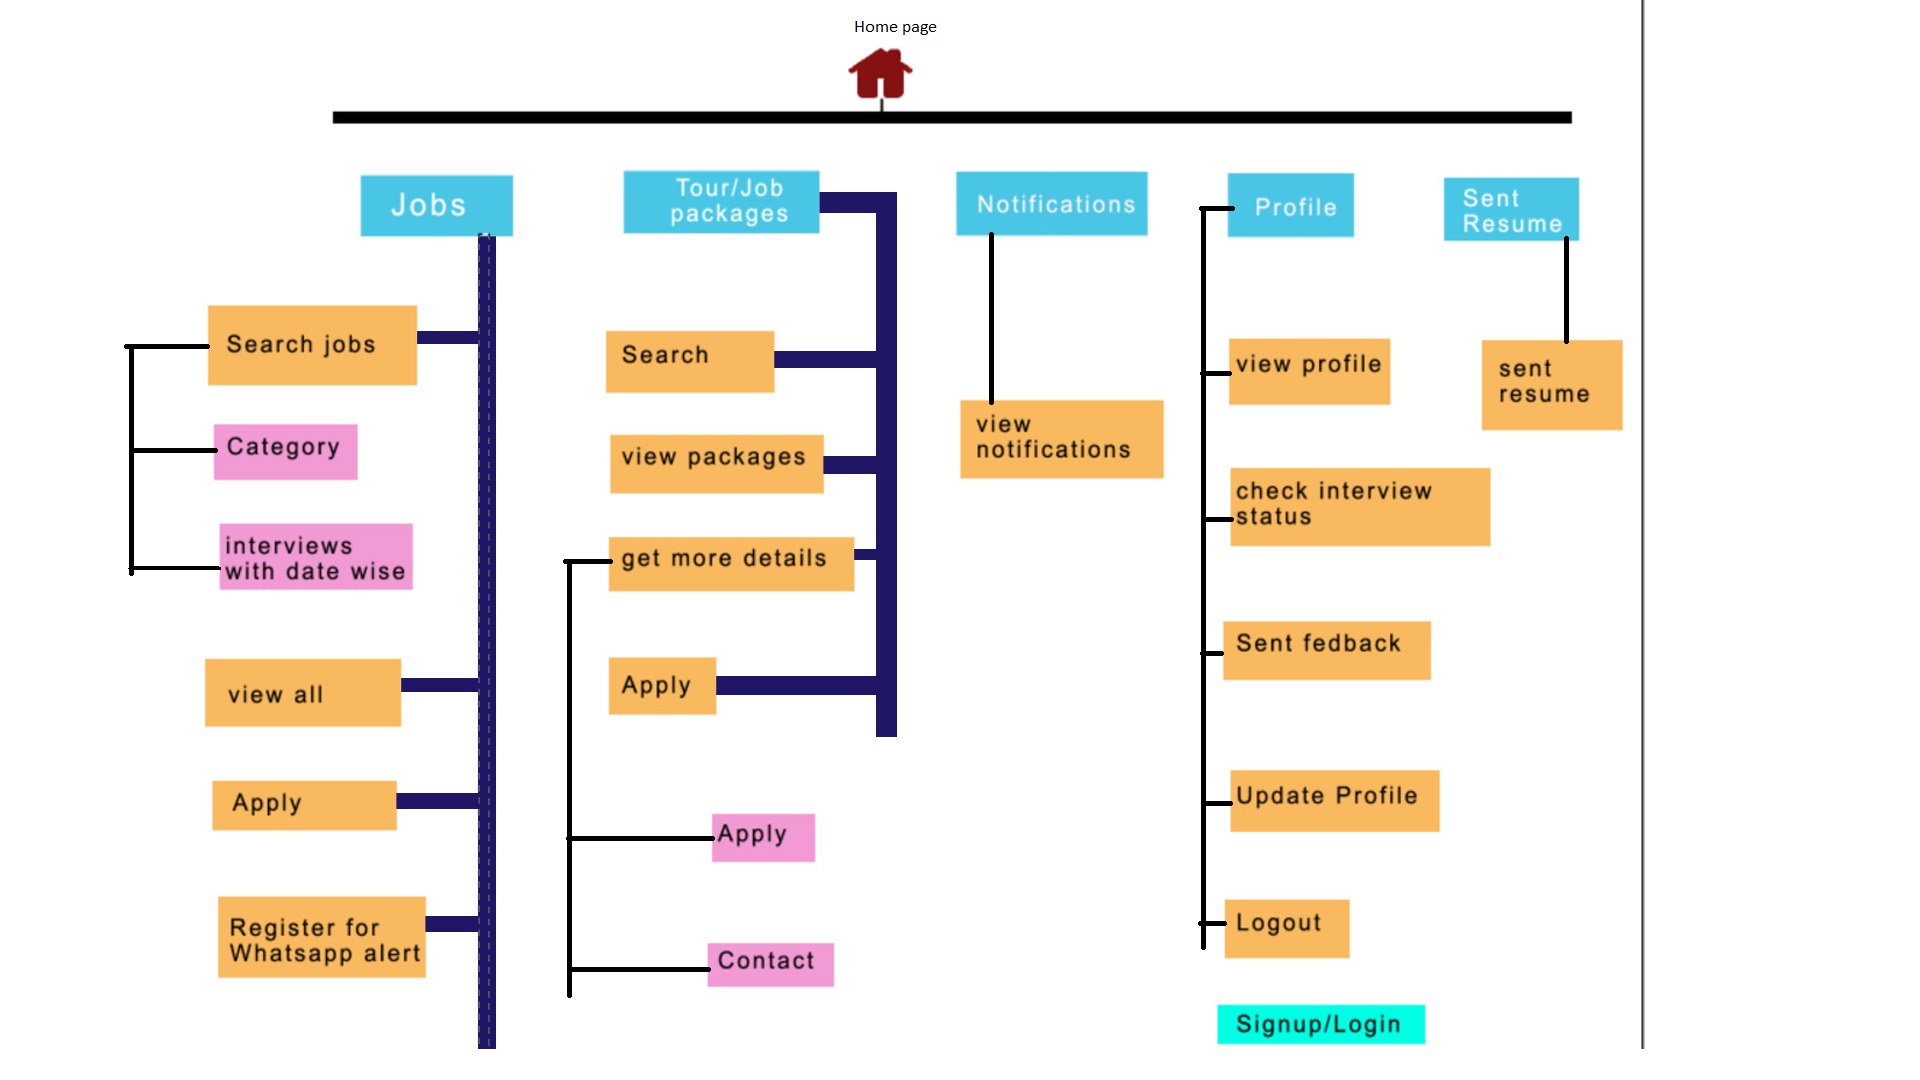 Home page
Jobs
Tour/Job
packages
Notifications
Profile
Sent
Resume
Search jobs
Category
interviews
with date wise
view all
Apply
Register for
Whatsapp alert
Search
view packages
get more details
Apply
Apply
Contact
view
notifications
view profile
check interview
status
Sent fedback
Update Profile
Logout
Signup/Login
sent
resume